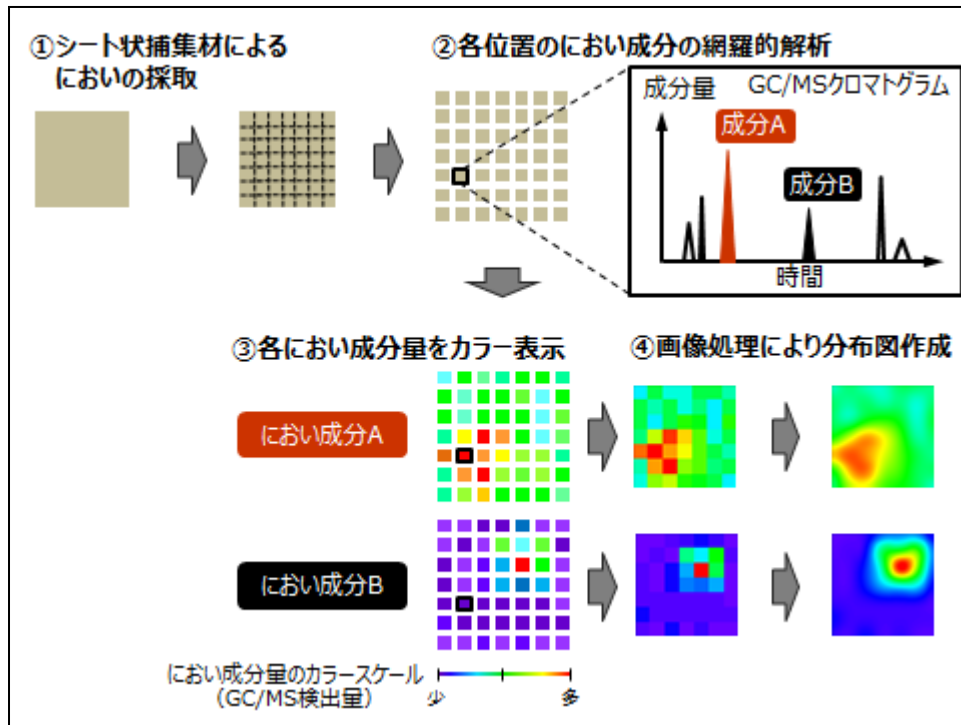 ①シート状捕集材による
においの採取
②各位置のにおい成分の網羅的解析
成分量
GC/MSクロマトグラム
成分A
成分B
時間
③各におい成分量をカラー表示
④画像処理により分布図作成
におい成分A
におい成分B
におい成分量のカラースケール
（GC/MS検出量）
少
多